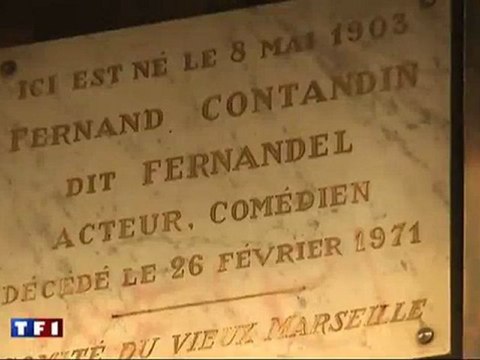 ICI EST NÉ LE 8 MAI 1903
FERNAND CONTANDIN
DIT FERNANDEL
ACTEUR, COMÉDIEN
DÉCÉDÉ LE 26 FÉVRIER 1971
COMITÉ DU VIEUX MARSEILLE
TF1